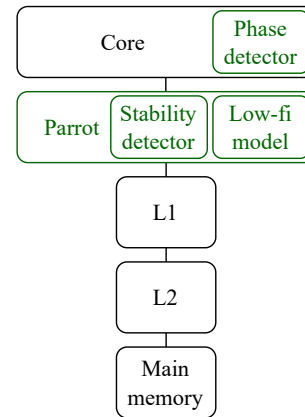 Core
Phase
detector
Parrot
Stability
detector
Low-fi
model
L1
L2
Main
memory